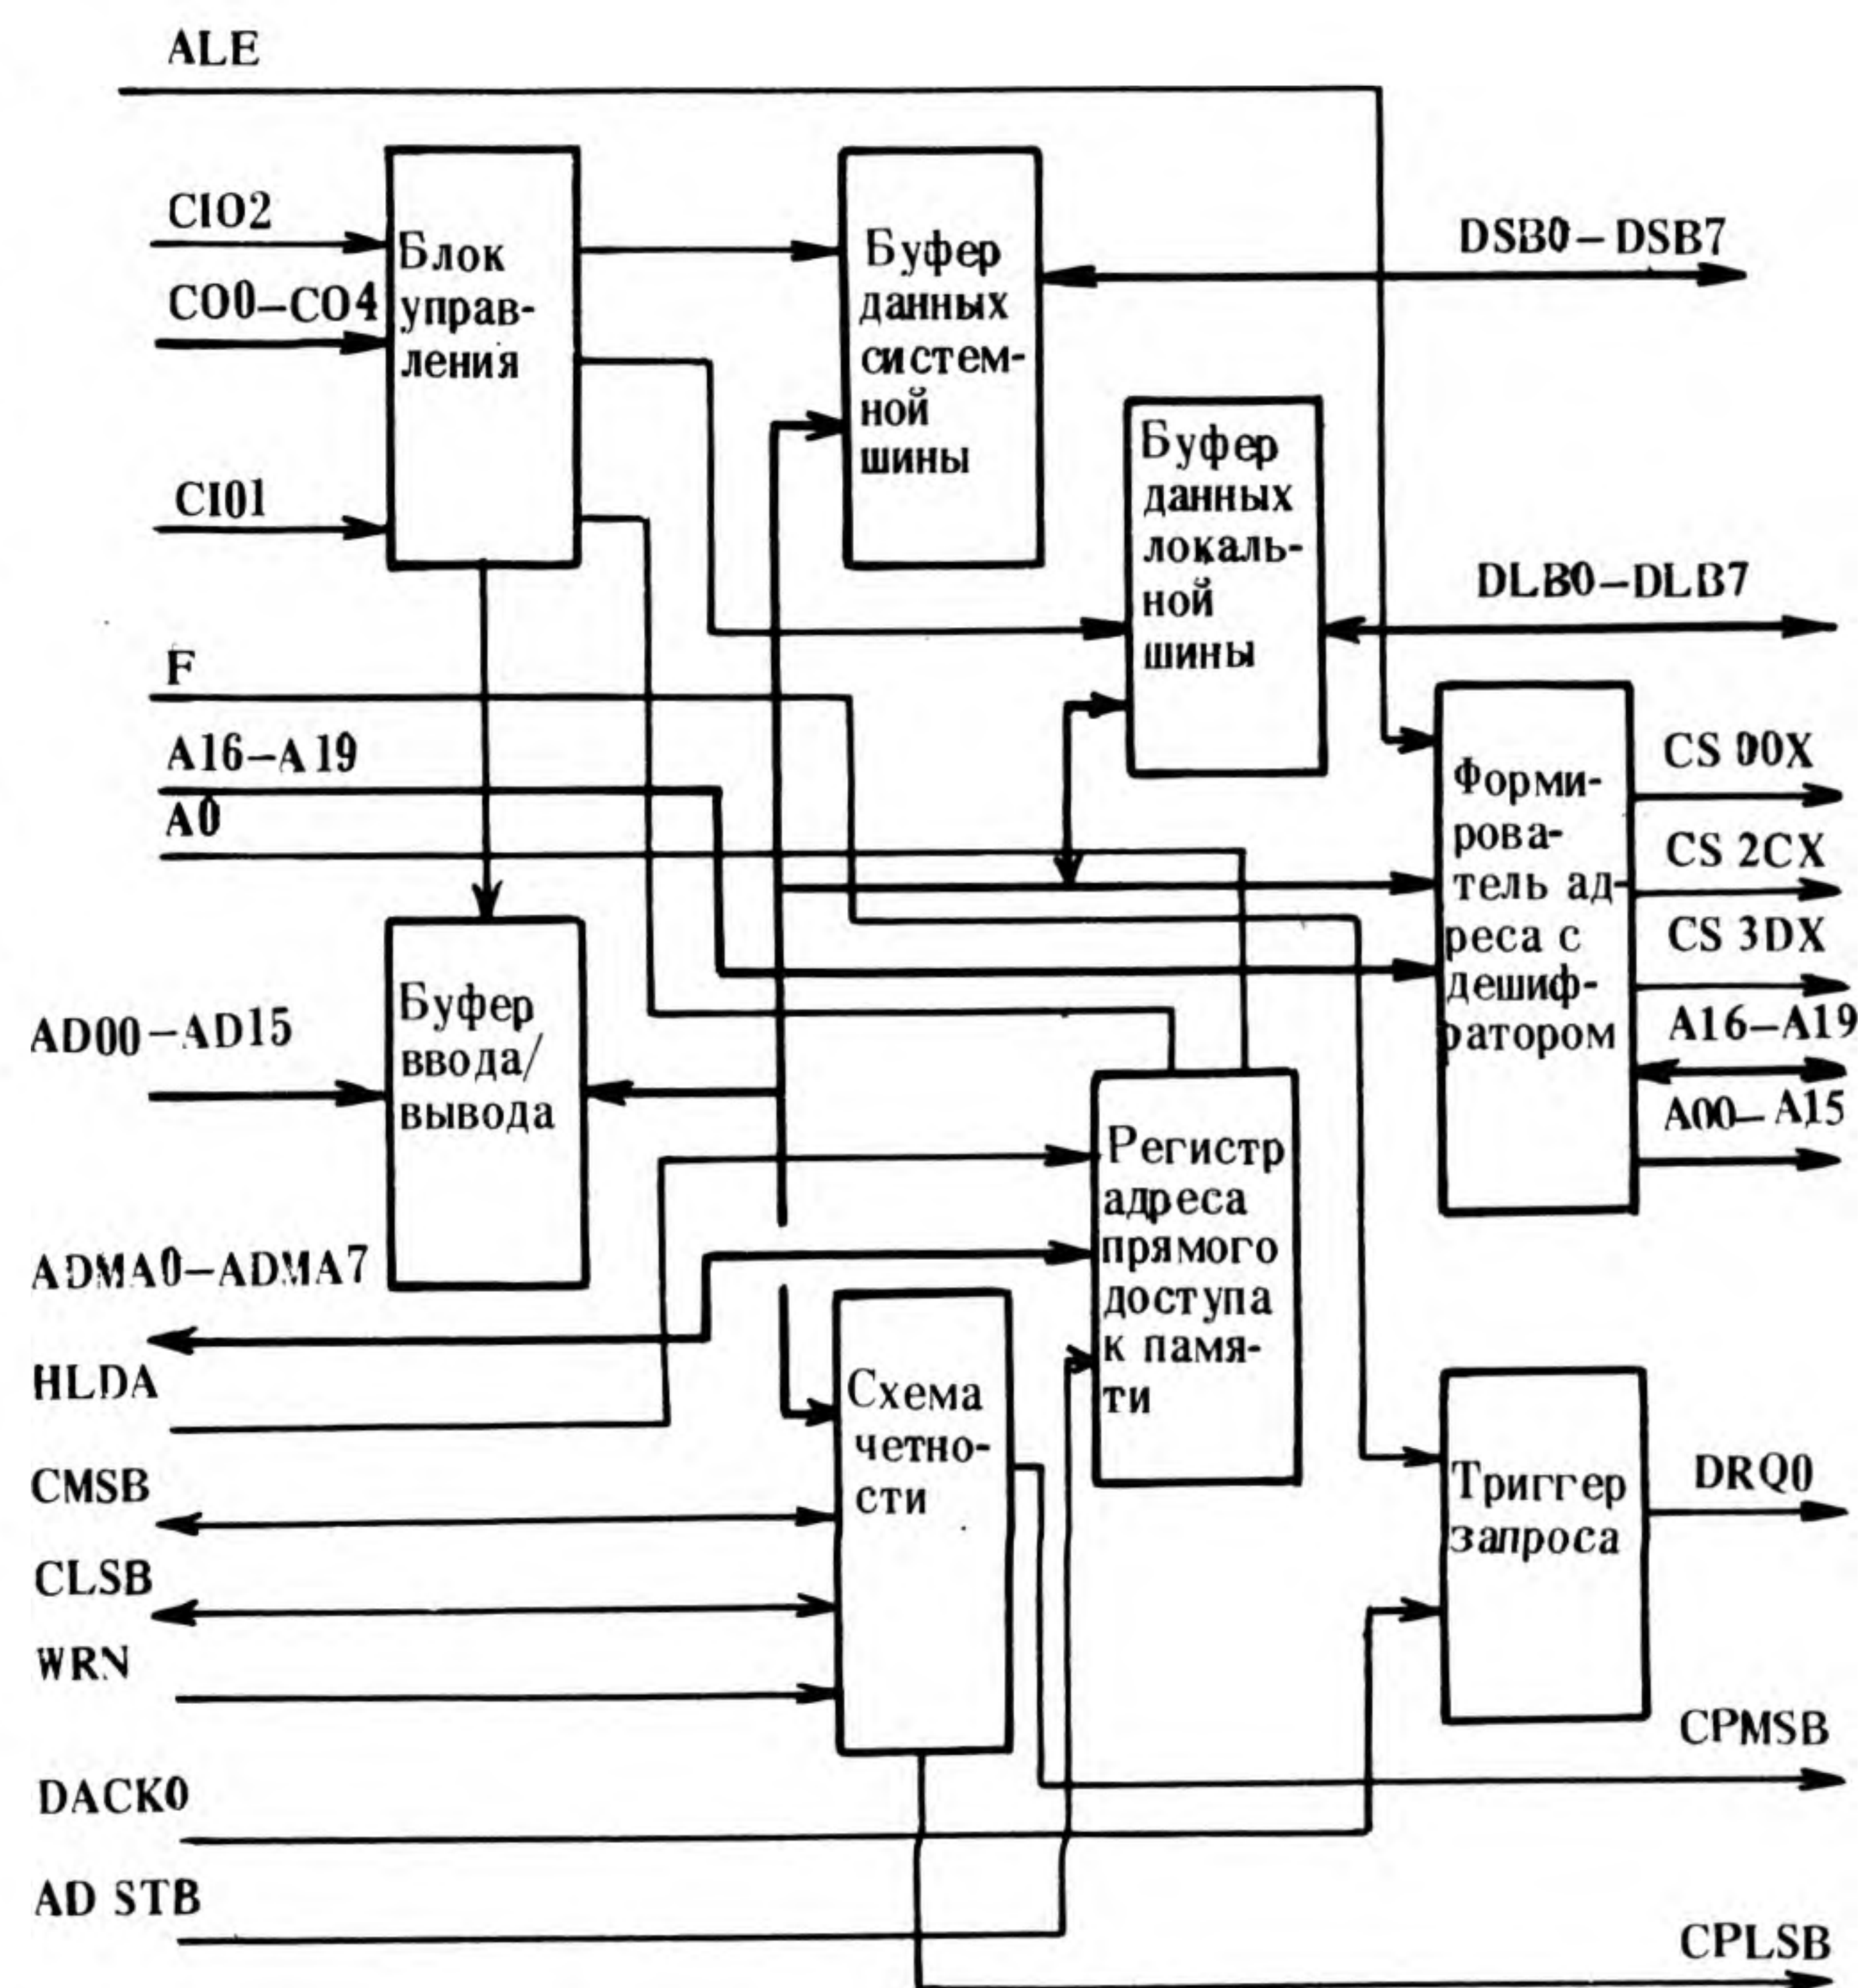 ALE
CIO2
CO0–CO4
CI01
Блок
управ-
ления
Буфер
данных
систем-
ной
шины
DSB0–DSB7
Буфер
данных
локаль-
ной
шины
DLB0–DLB7
F
A16–A19
A0
Форми-
рова-
тель ад-
реса с
дешиф-
ратором
CS 00X
CS 2CX
CS 3DX
A16–A19
A00–A15
AD00–AD15
Буфер
ввода/
вывода
Регистр
адреса
прямого
доступа
к памя-
ти
ADMA0–ADMA7
HLDA
CMSB
CLSB
WRN
Схема
четно-
сти
Триггер
запроса
DRQ0
CPMSB
DACK0
AD STB
CPLSB